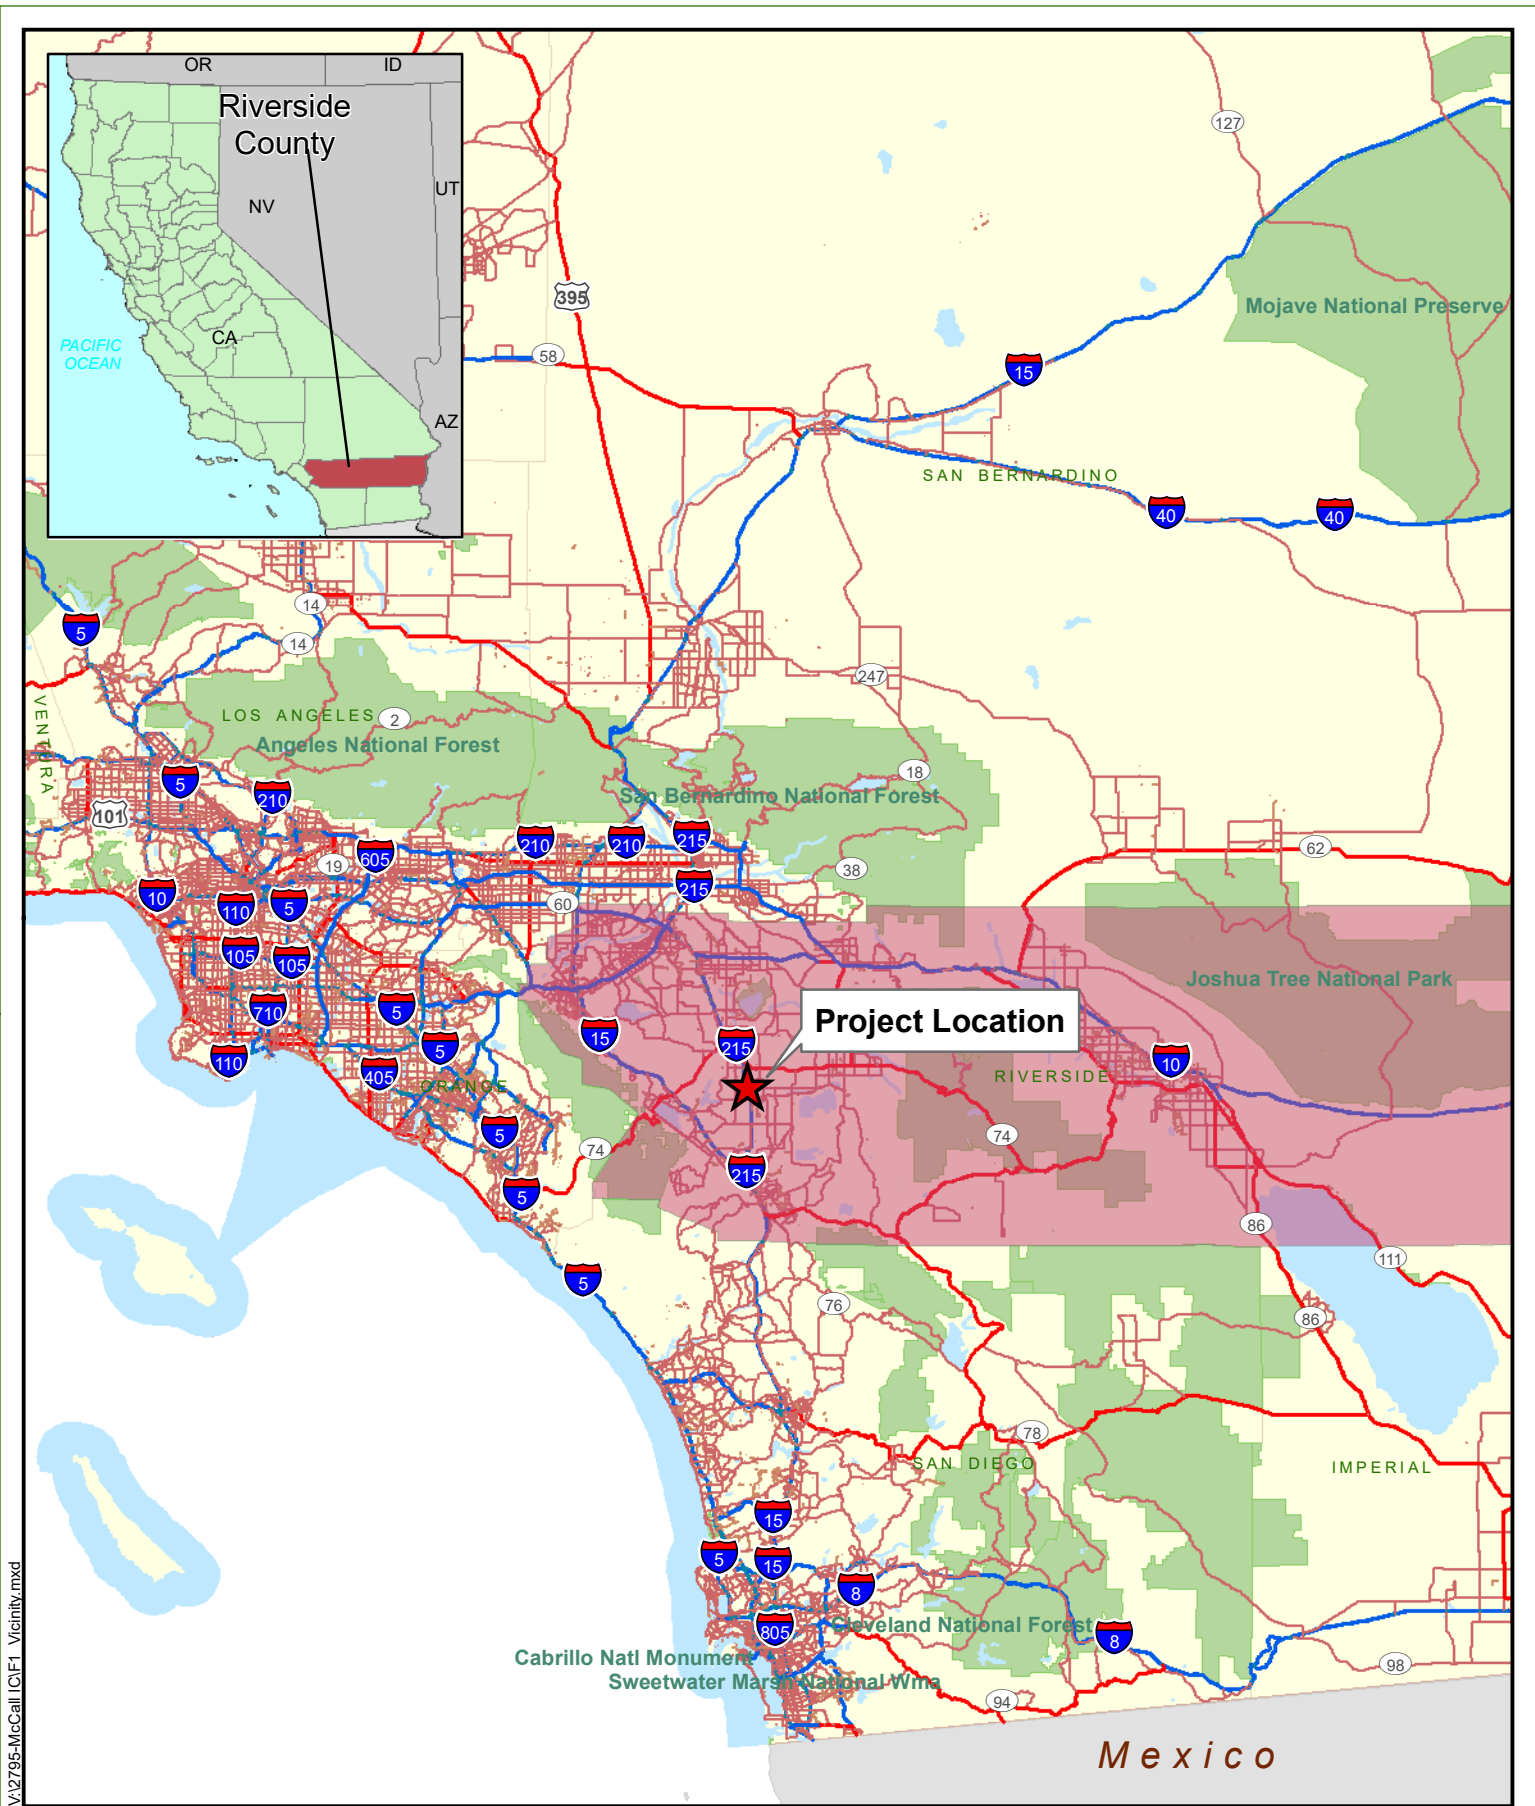 OR
ID
Riverside
County
NV
UT
CA
PACIFIC
OCEAN
AZ
127
395
Mojave National Preserve
58
15
SAN BERNARDINO
40
40
14
5
14
247
VENTURA
LOS ANGELES
2
Angeles National Forest
18
5
210
San Bernardino National Forest
101
210
210
215
62
605
19
38
10
110
5
215
60
105
105
Joshua Tree National Park
710
5
15
Project Location
215
5
110
10
405
ORANGE
RIVERSIDE
5
74
74
215
5
86
111
5
76
86
78
SAN DIEGO
IMPERIAL
15
5
15
8
805
Cleveland National Forest
8
Cabrillo Natl Monument
98
Sweetwater Marsh National Wma
94
Mexico
V:\2795-McCall IC\F1_Vicinity.mxd